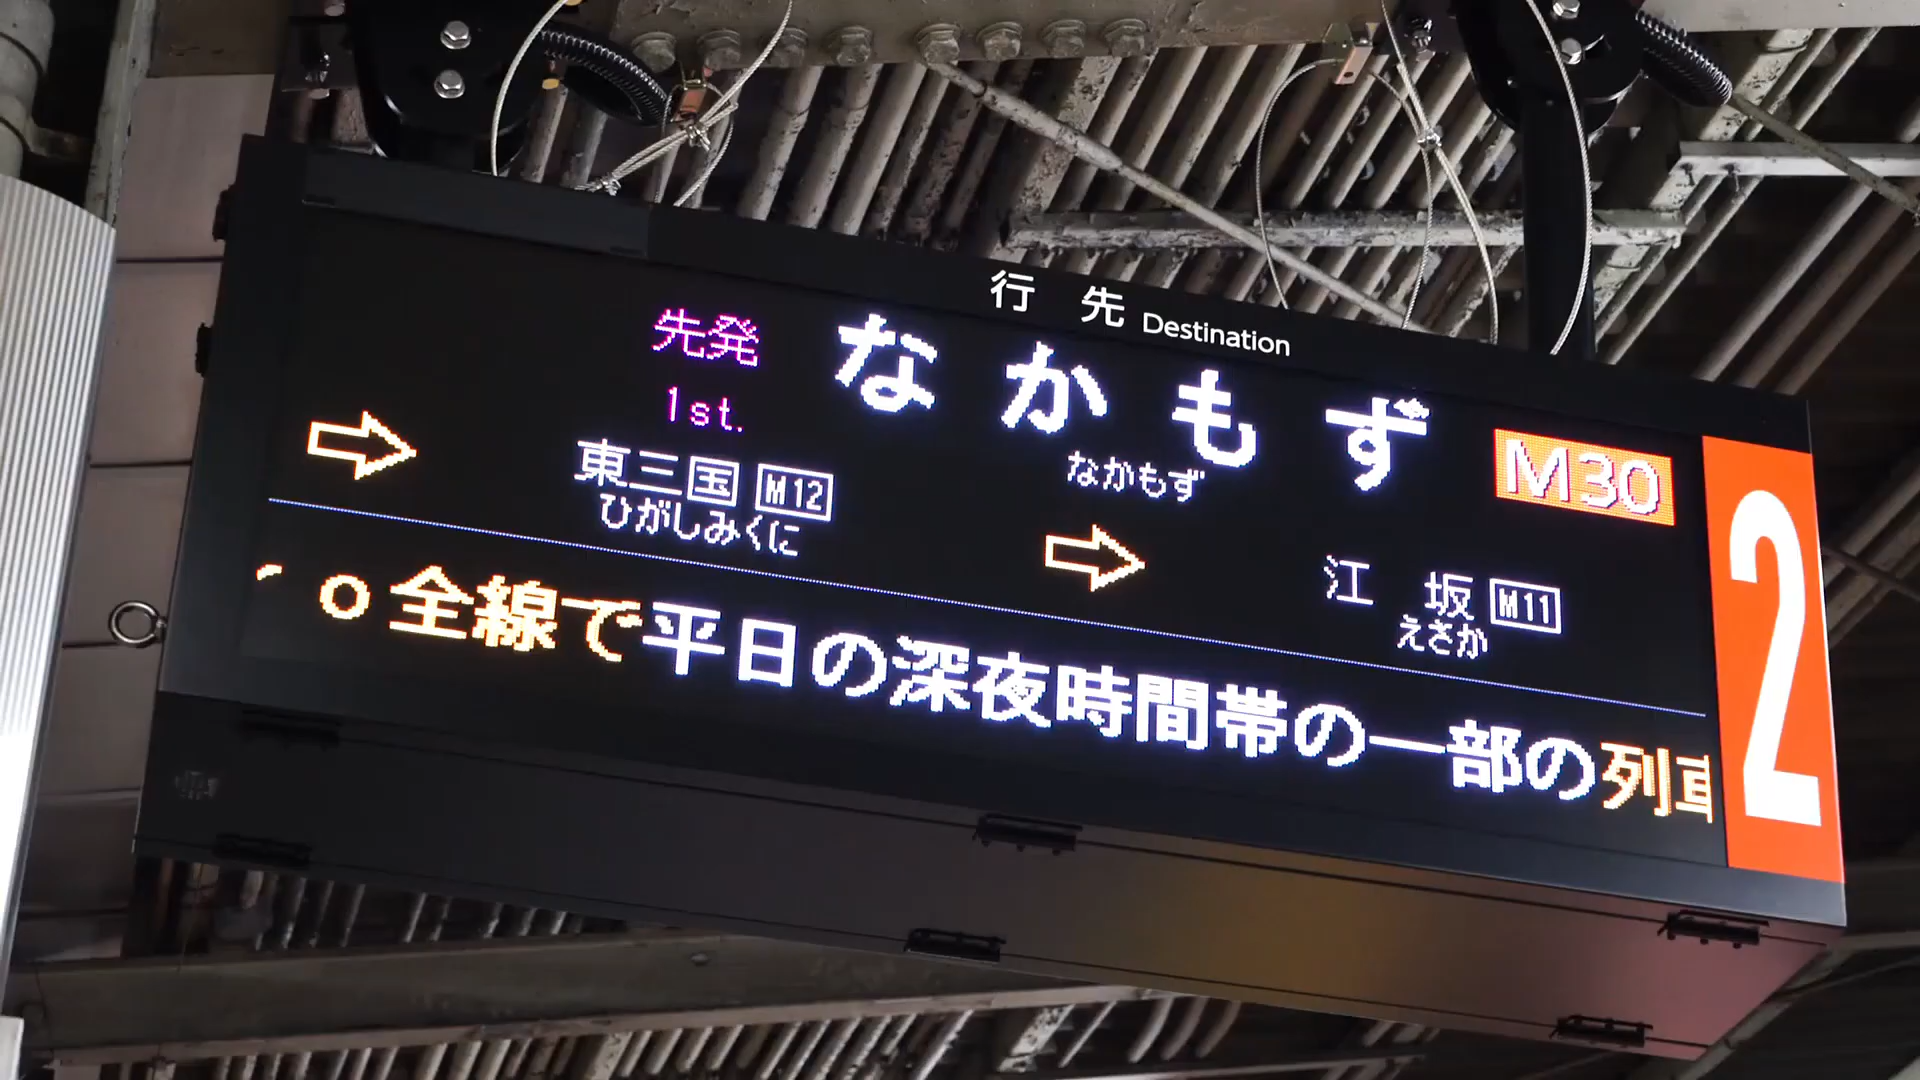 行先 Destination
先発 なかもず M30
1st. なかもず
東三国 M12
ひがしみくに
江坂 M11
えさか
o全線で平日の深夜時間帯の一部の列車
2